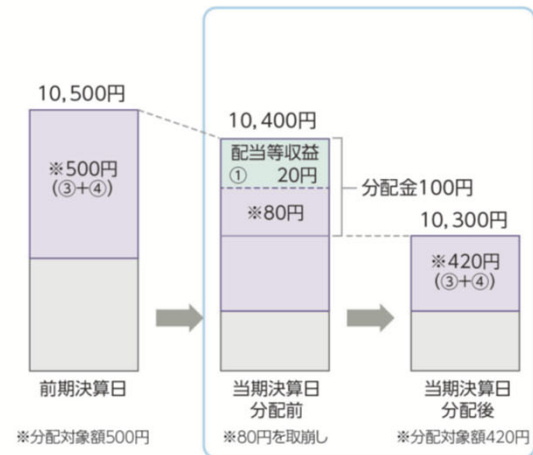 10,500円
※500円
(③+④)
前期決算日
※分配対象額500円
10,400円
配当等収益
① 20円
※80円
分配金100円
当期決算日
分配前
※80円を取崩し
10,300円
※420円
(③+④)
当期決算日
分配後
※分配対象額420円